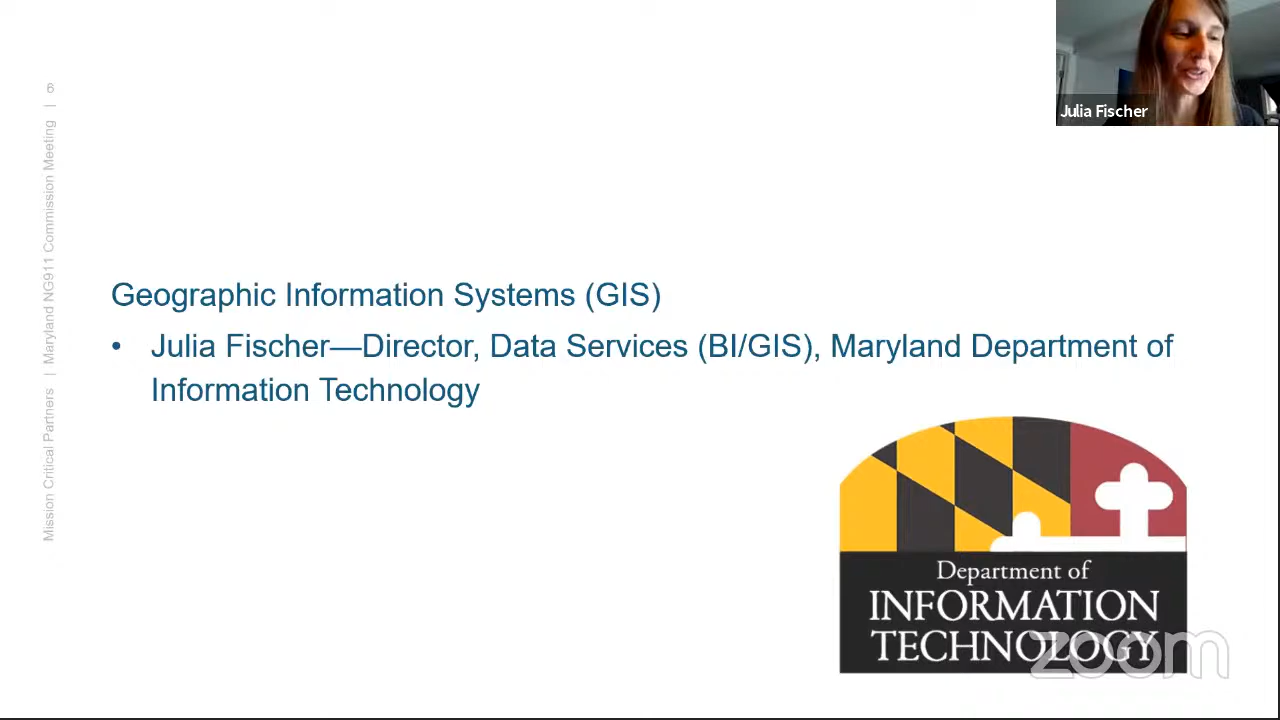 Julia Fischer
Mission Critical Partners | Maryland NG911 Commission Meeting | 6
Geographic Information Systems (GIS)
• Julia Fischer—Director, Data Services (BI/GIS), Maryland Department of
Information Technology
Department of
INFORMATION
TECHNOLOGY
zoom